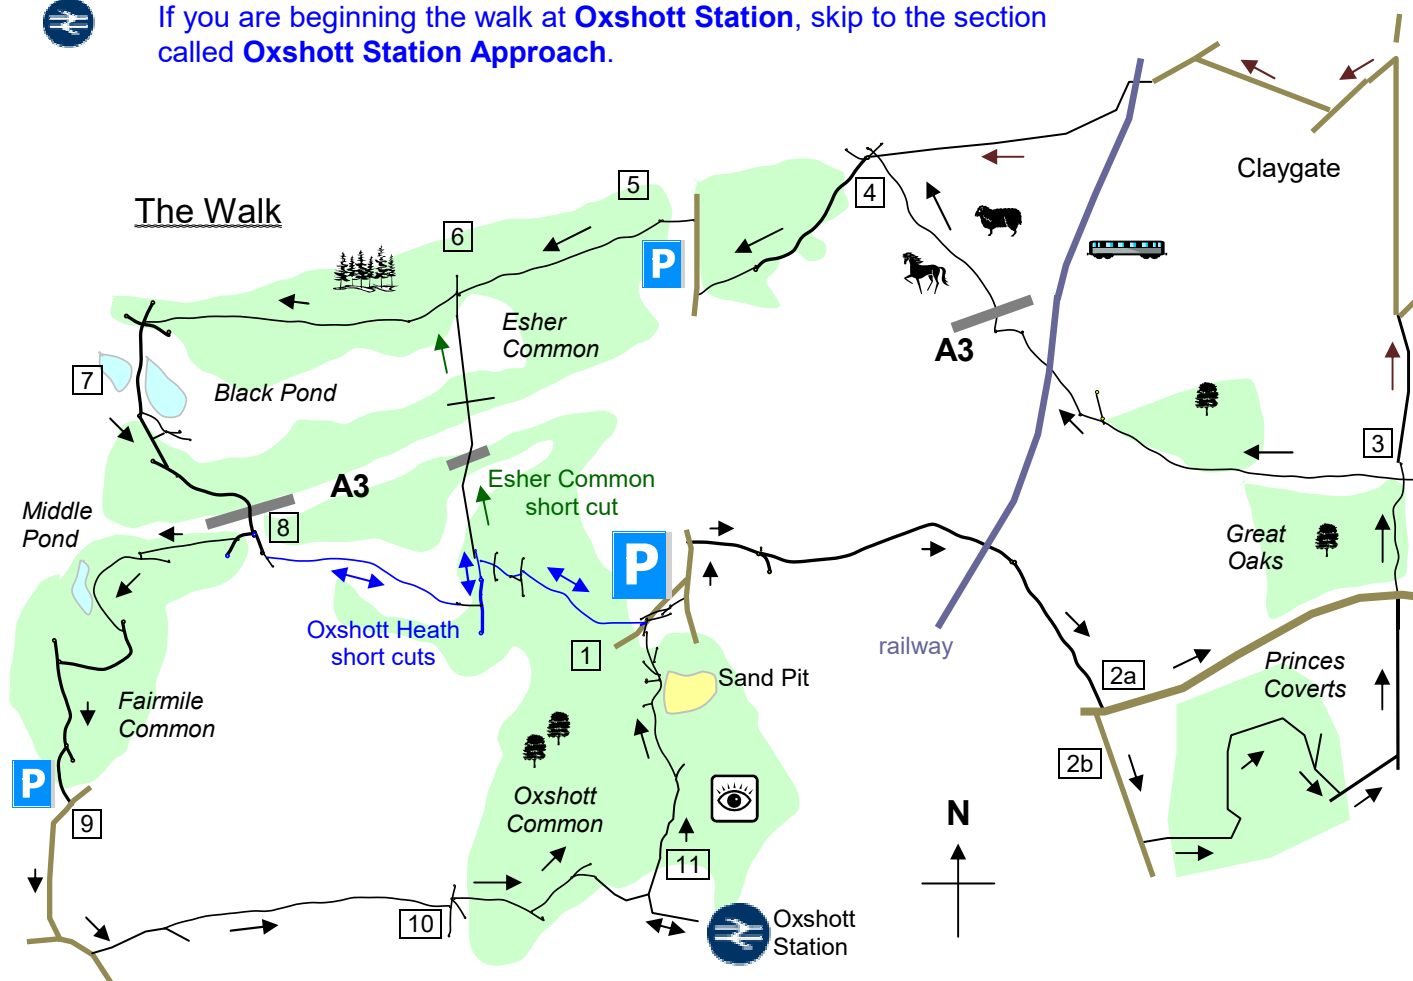 If you are beginning the walk at Oxshott Station, skip to the section
called Oxshott Station Approach.
The Walk
Claygate
5
4
6
P
Esher
Common
A3
7
Black Pond
3
A3
Esher Common
short cut
Middle
Pond
8
Great
Oaks
P
Oxshott Heath
short cuts
1
railway
2a
Princes
Coverts
Sand Pit
Fairmile
Common
2b
P
9
Oxshott
Common
N
11
10
Oxshott
Station